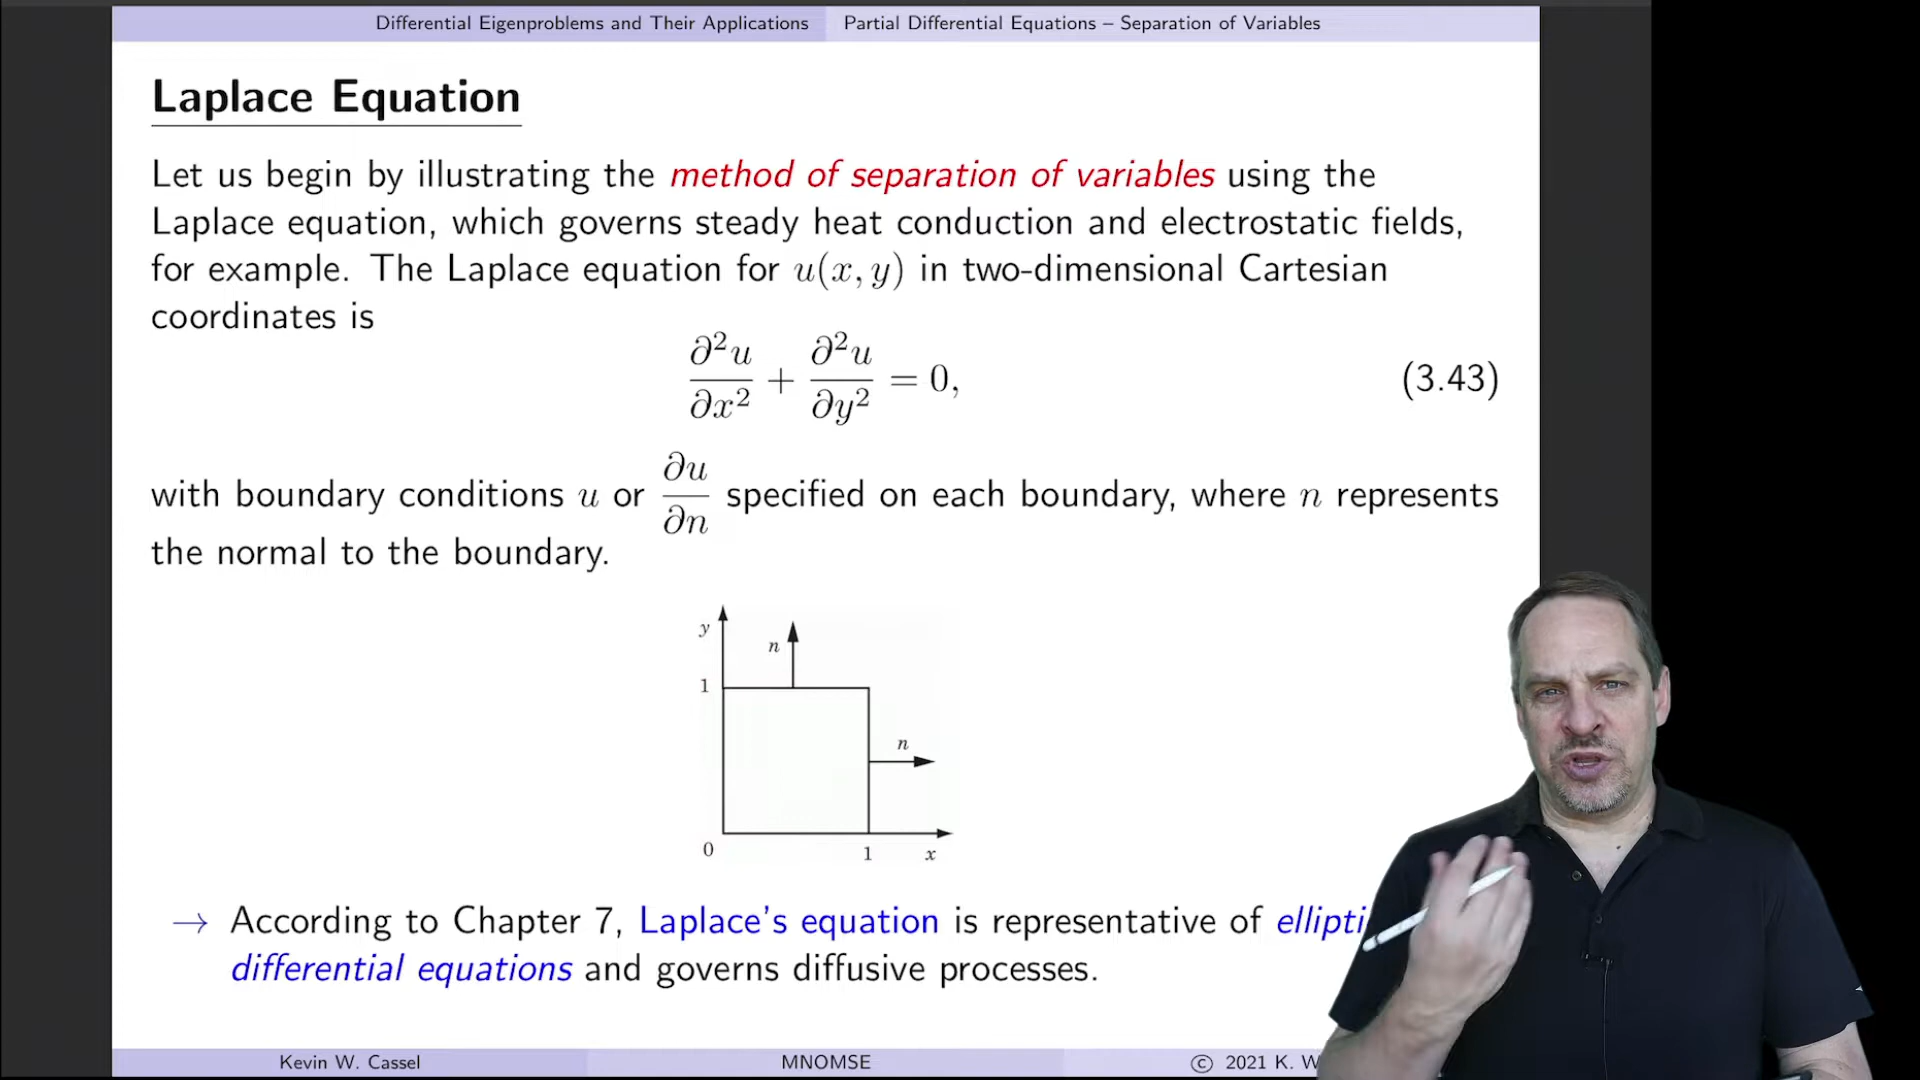 Differential Eigenproblems and Their Applications Partial Differential Equations – Separation of Variables
Laplace Equation
Let us begin by illustrating the method of separation of variables using the
Laplace equation, which governs steady heat conduction and electrostatic fields,
for example. The Laplace equation for u(x, y) in two-dimensional Cartesian
coordinates is
∂²u/∂x² + ∂²u/∂y² = 0, (3.43)
with boundary conditions u or ∂u/∂n specified on each boundary, where n represents
the normal to the boundary.
y
n
1
n
0
1
x
→ According to Chapter 7, Laplace's equation is representative of ellipti
differential equations and governs diffusive processes.
Kevin W. Cassel MNOMSE © 2021 K. W